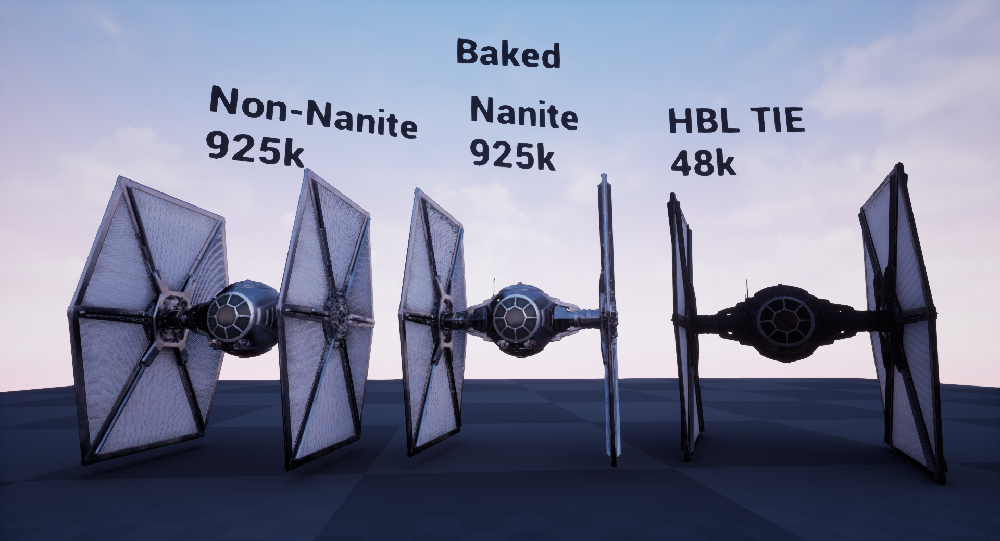 Baked
Non-Nanite
925k
Nanite
925k
HBL TIE
48k